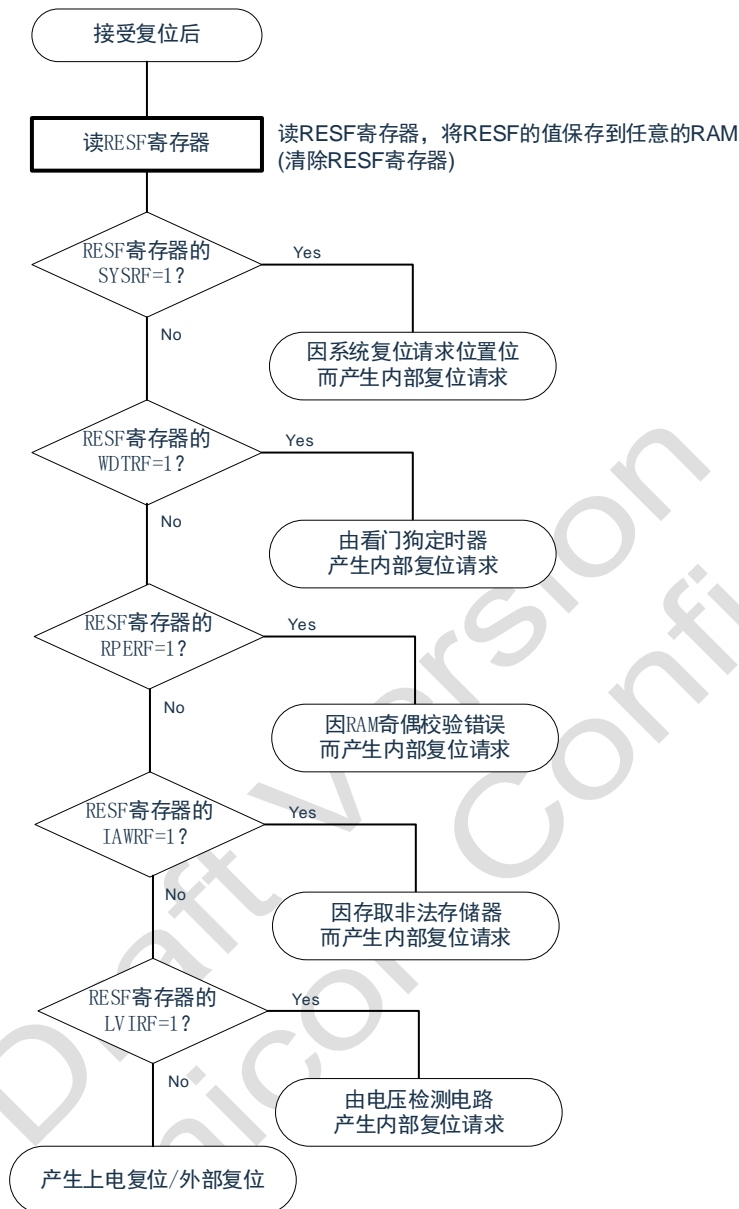 接受复位后
读RESF寄存器
读RESF寄存器，将RESF的值保存到任意的RAM
(清除RESF寄存器)
RESF寄存器的
SYSRF=1?
Yes
No
因系统复位请求位置位
而产生内部复位请求
RESF寄存器的
WDTRF=1?
Yes
No
由看门狗定时器
产生内部复位请求
RESF寄存器的
RPERF=1?
Yes
No
因RAM奇偶校验错误
而产生内部复位请求
RESF寄存器的
IAWRF=1?
Yes
No
因存取非法存储器
而产生内部复位请求
RESF寄存器的
LVIRF=1?
Yes
No
由电压检测电路
产生内部复位请求
产生上电复位/外部复位
Draft Version